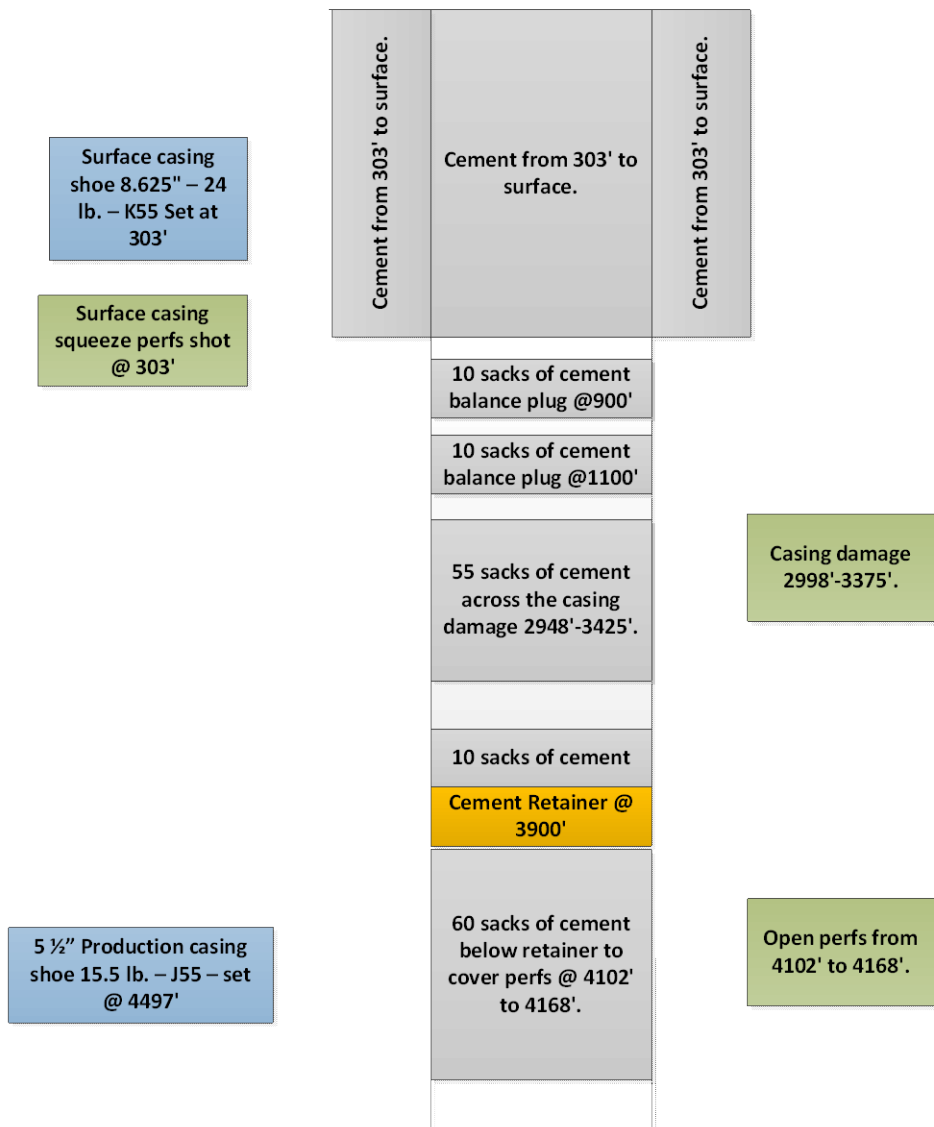 Cement from 303' to surface.
Cement from 303' to
surface.
Cement from 303' to surface.
Surface casing
shoe 8.625" – 24
lb. – K55 Set at
303'
Surface casing
squeeze perfs shot
@ 303'
10 sacks of cement
balance plug @900'
10 sacks of cement
balance plug @1100'
55 sacks of cement
across the casing
damage 2948'-3425'.
Casing damage
2998'-3375'.
10 sacks of cement
Cement Retainer @
3900'
60 sacks of cement
below retainer to
cover perfs @ 4102'
to 4168'.
Open perfs from
4102' to 4168'.
5 ½” Production casing
shoe 15.5 lb. – J55 – set
@ 4497'